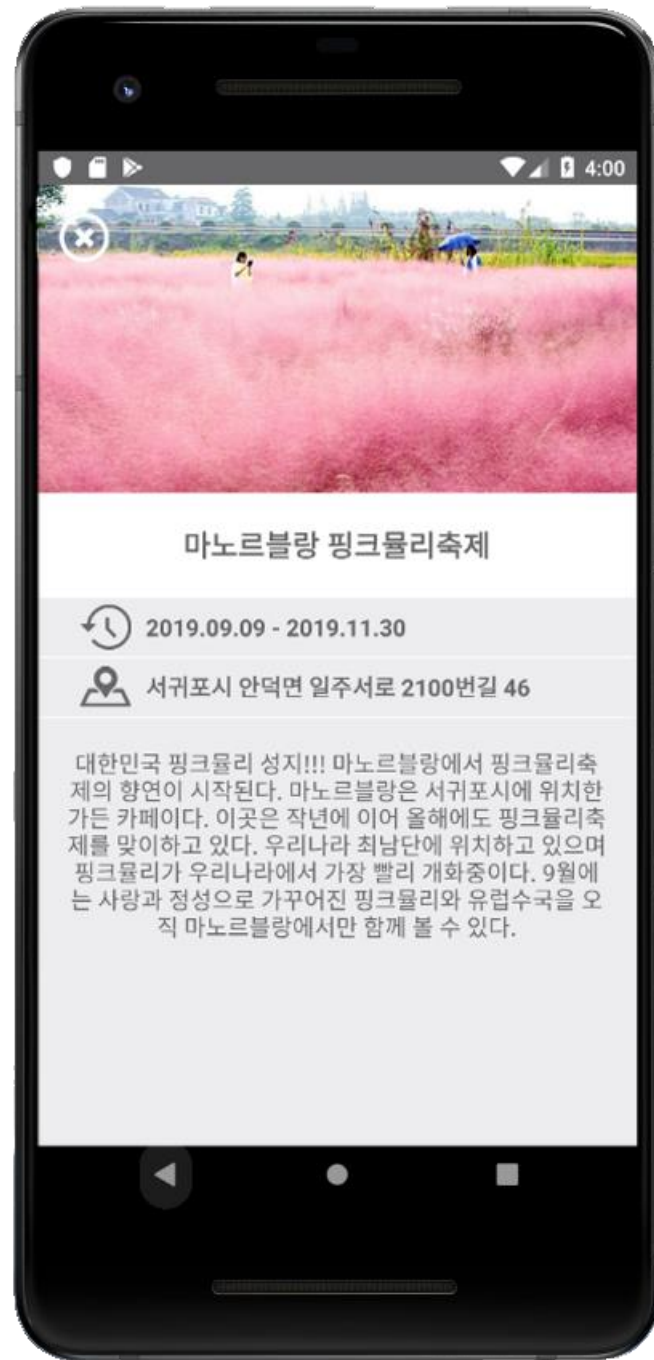 4:00
마노르블랑 핑크뮬리축제
2019.09.09 - 2019.11.30
서귀포시 안덕면 일주서로 2100번길 46
대한민국 핑크뮬리 성지!!! 마노르블랑에서 핑크뮬리축
제의 향연이 시작된다. 마노르블랑은 서귀포시에 위치한
가든 카페이다. 이곳은 작년에 이어 올해에도 핑크뮬리축
제를 맞이하고 있다. 우리나라 최남단에 위치하고 있으며
핑크뮬리가 우리나라에서 가장 빨리 개화중이다. 9월에
는 사랑과 정성으로 가꾸어진 핑크뮬리와 유럽수국을 오
직 마노르블랑에서만 함께 볼 수 있다.